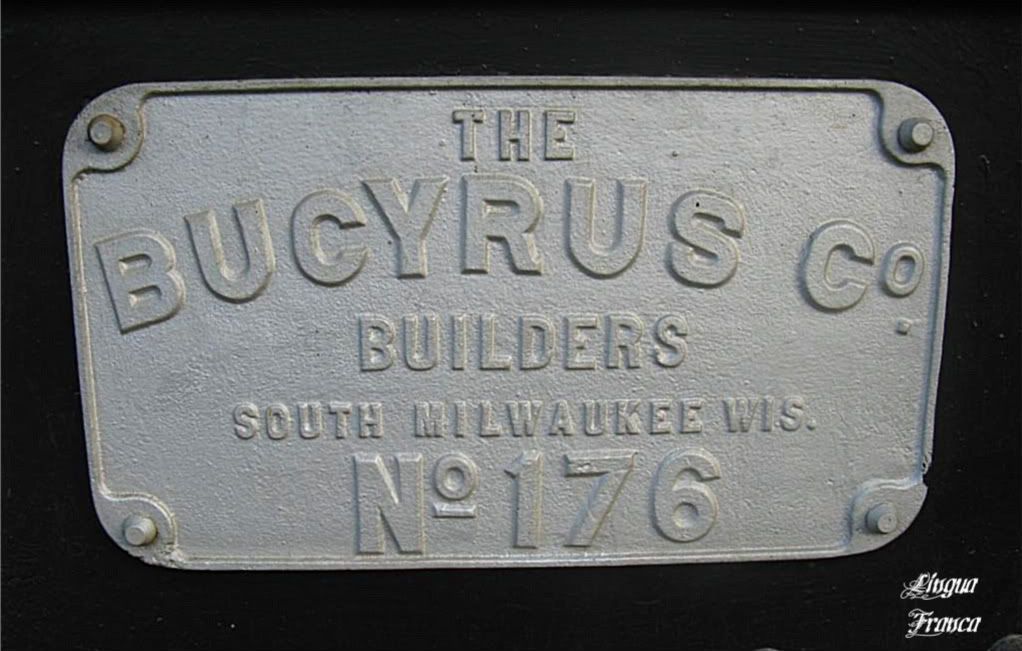 THE
BUCYRUS Co.
BUILDERS
SOUTH MILWAUKEE WIS.
No 176
Lingua
Franca